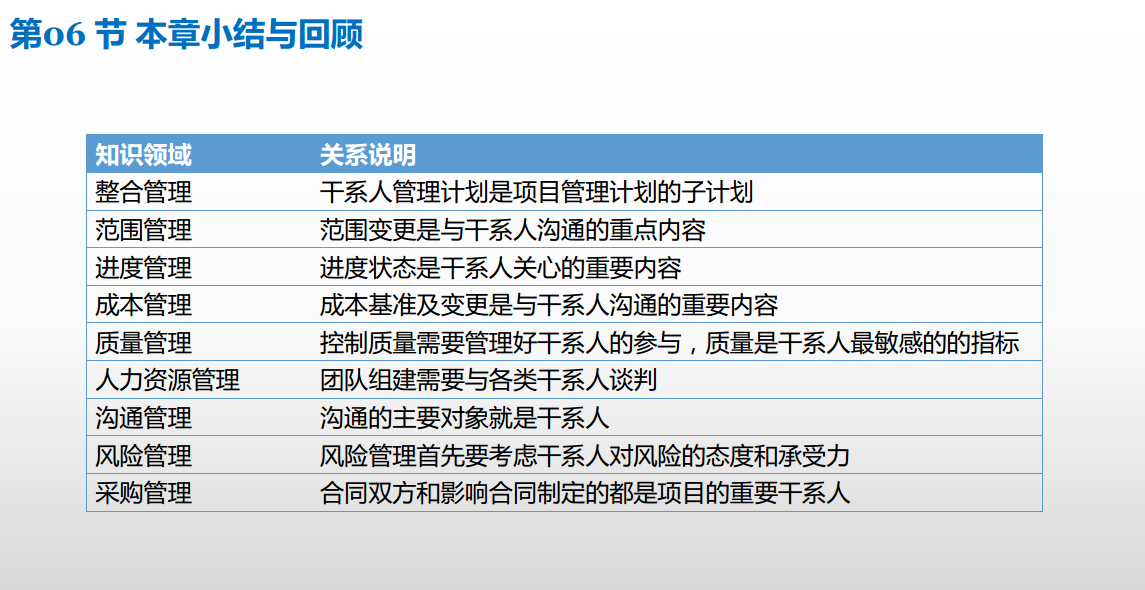 第06 节 本章小结与回顾
知识领域 关系说明
整合管理 干系人管理计划是项目管理计划的子计划
范围管理 范围变更是与干系人沟通的重点内容
进度管理 进度状态是干系人关心的重要内容
成本管理 成本基准及变更是与干系人沟通的重要内容
质量管理 控制质量需要管理好干系人的参与，质量是干系人最敏感的的指标
人力资源管理 团队组建需要与各类干系人谈判
沟通管理 沟通的主要对象就是干系人
风险管理 风险管理首先要考虑干系人对风险的态度和承受力
采购管理 合同双方和影响合同制定的都是项目的重要干系人